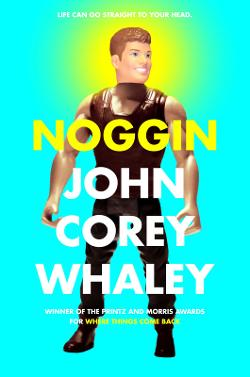 LIFE CAN GO STRAIGHT TO YOUR HEAD.
NOGGIN
JOHN
COREY
WHALEY
WINNER OF THE PRINTZ AND MORRIS AWARDS
FOR WHERE THINGS COME BACK